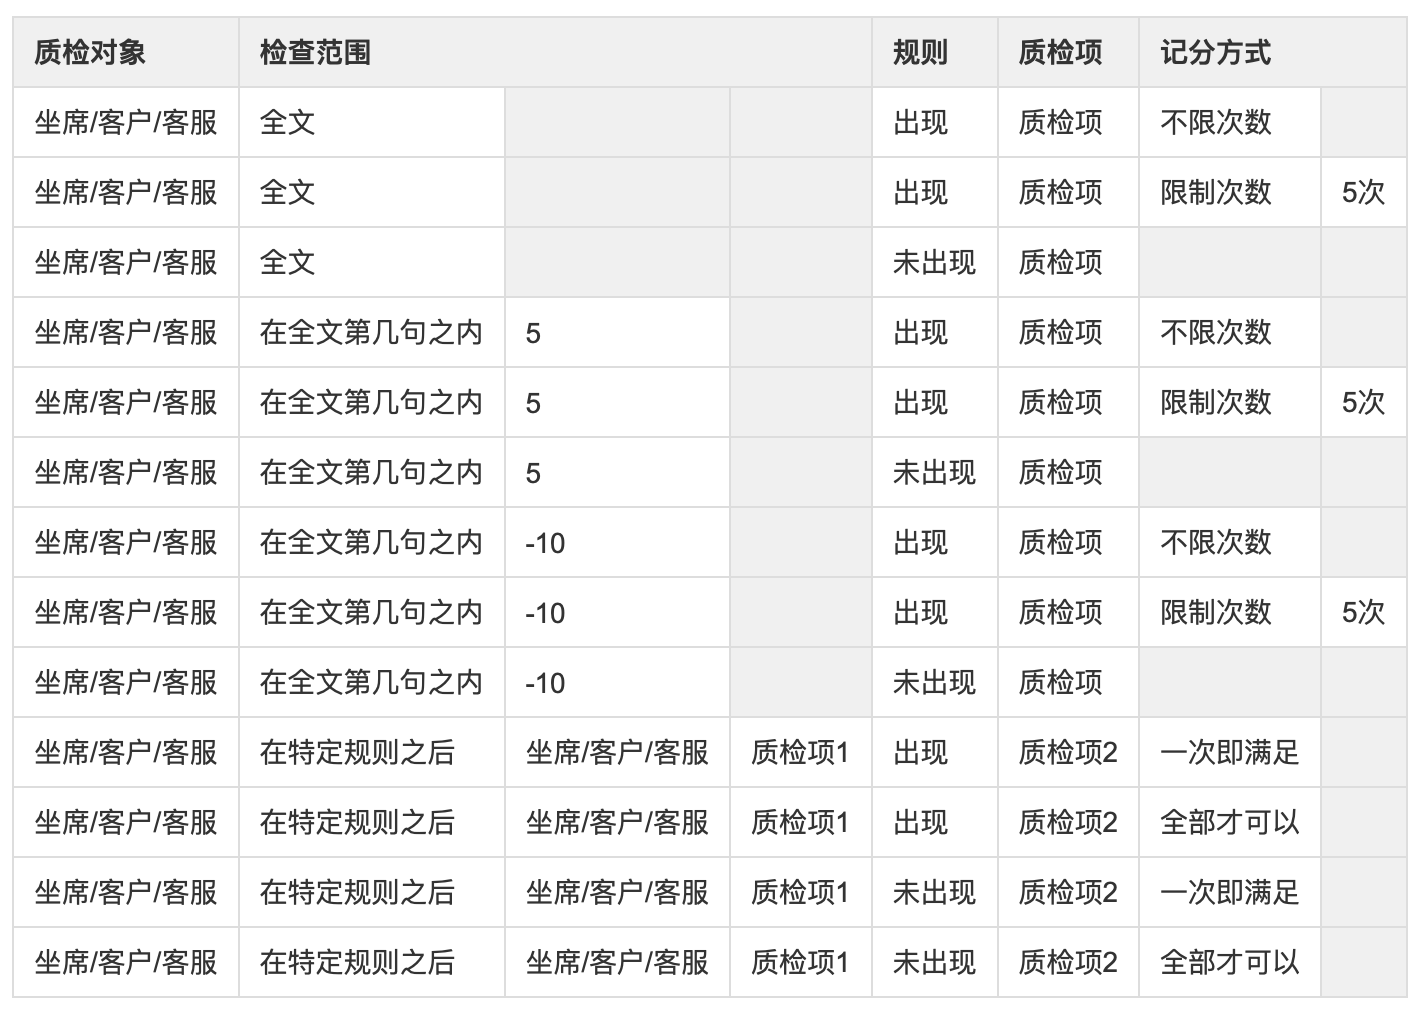 质检对象 检查范围 规则 质检项 记分方式
坐席/客户/客服 全文 出现 质检项 不限次数
坐席/客户/客服 全文 出现 质检项 限制次数 5次
坐席/客户/客服 全文 未出现 质检项
坐席/客户/客服 在全文第几句之内 5 出现 质检项 不限次数
坐席/客户/客服 在全文第几句之内 5 出现 质检项 限制次数 5次
坐席/客户/客服 在全文第几句之内 5 未出现 质检项
坐席/客户/客服 在全文第几句之内 -10 出现 质检项 不限次数
坐席/客户/客服 在全文第几句之内 -10 出现 质检项 限制次数 5次
坐席/客户/客服 在全文第几句之内 -10 未出现 质检项
坐席/客户/客服 在特定规则之后 坐席/客户/客服 质检项1 出现 质检项2 一次即满足
坐席/客户/客服 在特定规则之后 坐席/客户/客服 质检项1 出现 质检项2 全部才可以
坐席/客户/客服 在特定规则之后 坐席/客户/客服 质检项1 未出现 质检项2 一次即满足
坐席/客户/客服 在特定规则之后 坐席/客户/客服 质检项1 未出现 质检项2 全部才可以